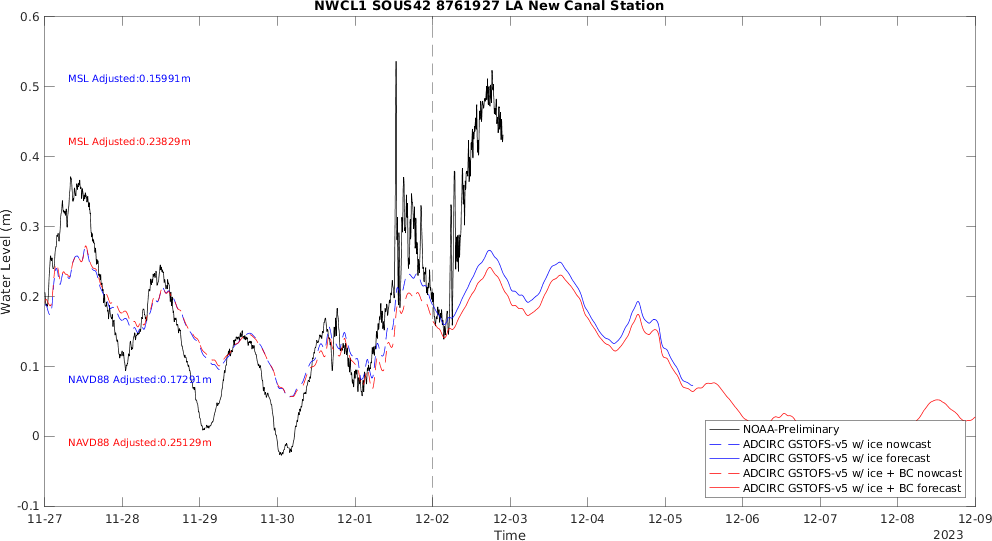 NWCL1 SOUS42 8761927 LA New Canal Station
0.6
0.5
0.4
0.3
0.2
0.1
0
-0.1
Water Level (m)
MSL Adjusted:0.15991m
MSL Adjusted:0.23829m
NAVD88 Adjusted:0.17291m
NAVD88 Adjusted:0.25129m
NOAA-Preliminary
ADCIRC GSTOFS-v5 w/ ice nowcast
ADCIRC GSTOFS-v5 w/ ice forecast
ADCIRC GSTOFS-v5 w/ ice + BC nowcast
ADCIRC GSTOFS-v5 w/ ice + BC forecast
11-27 11-28 11-29 11-30 12-01 12-02 12-03 12-04 12-05 12-06 12-07 12-08 12-09
Time
2023